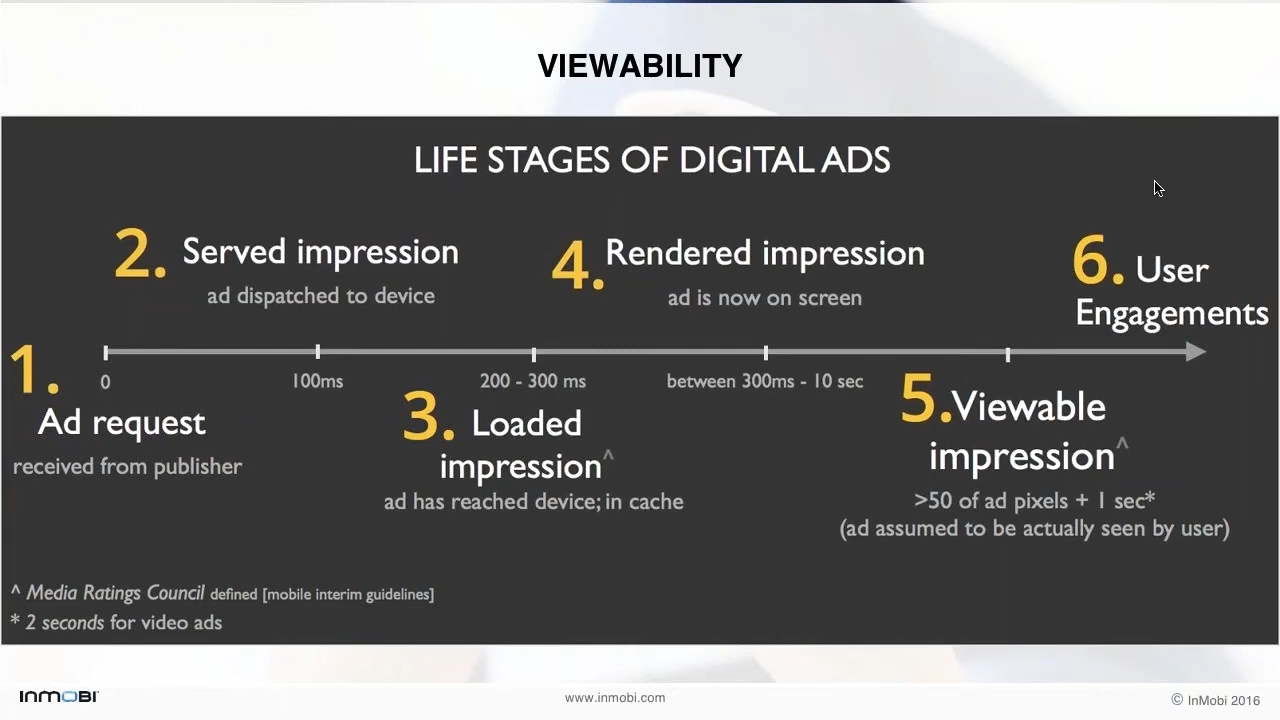 VIEWABILITY
LIFE STAGES OF DIGITAL ADS
2. Served impression
ad dispatched to device
4. Rendered impression
ad is now on screen
6. User
Engagements
0
100ms
200 - 300 ms
between 300ms - 10 sec
1.
Ad request
received from publisher
3. Loaded
impression^
ad has reached device; in cache
5. Viewable
impression^
>50 of ad pixels + 1 sec*
(ad assumed to be actually seen by user)
^ Media Ratings Council defined [mobile interim guidelines]
* 2 seconds for video ads
INMOBI
www.inmobi.com
© InMobi 2016